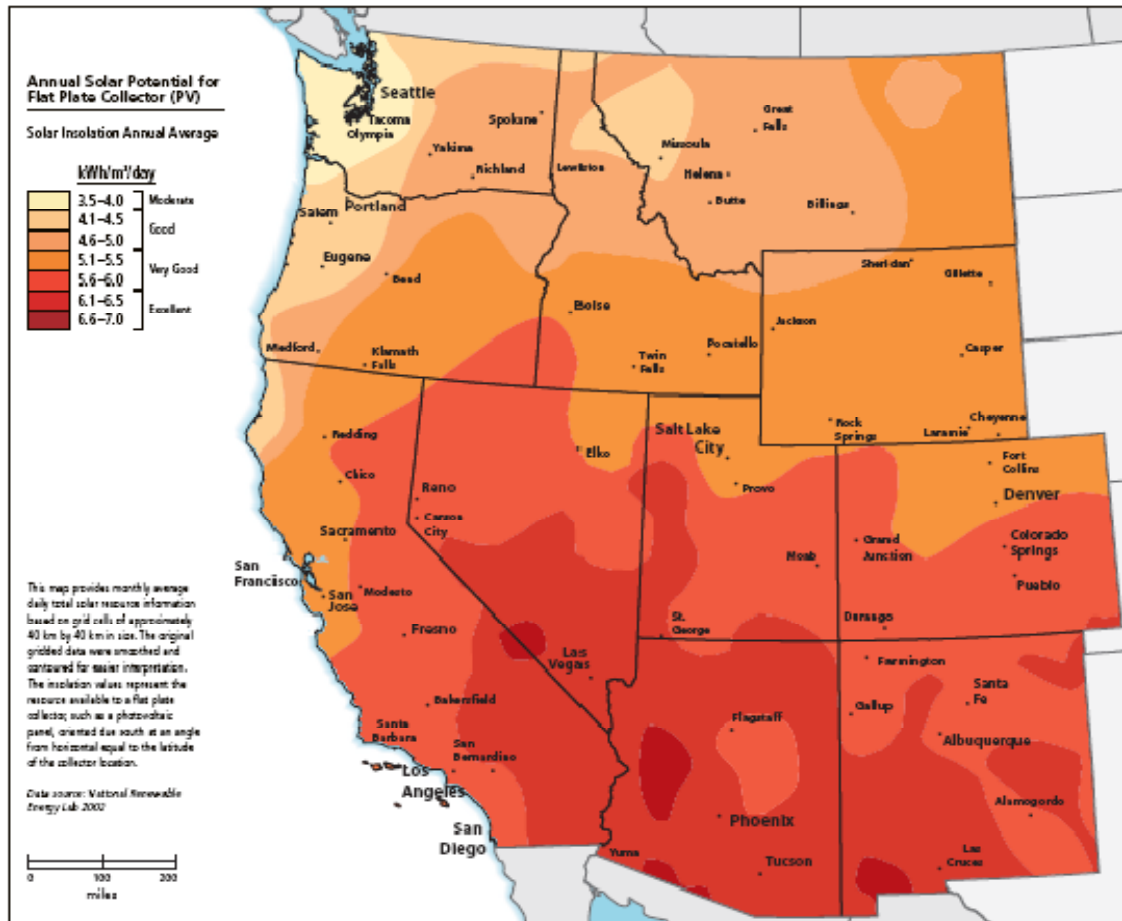 Annual Solar Potential for
Flat Plate Collector (PV)
Solar Insolation Annual Average
kWh/m²/day
3.5–4.0 Moderate
4.1–4.5
Good
4.6–5.0
5.1–5.5
Very Good
5.6–6.0
6.1–6.5
Excellent
6.6–7.0
This map provides monthly average
daily total solar resource information
based on grid cells of approximately
40 km by 40 km in size. The original
gridded data were smoothed and
contoured for easier interpretation.
The insolation values represent the
resource available to a flat plate
collector, such as a photovoltaic
panel, oriented due south at an angle
from horizontal equal to the latitude
of the collector location.
Data source: National Renewable
Energy Lab 2002
0 100 200
miles
Seattle
Tacoma
Olympia
Spokane
Yakima
Richland
Lewiston
Missoula
Great
Falls
Helena
Butte
Billings
Portland
Salem
Eugene
Bend
Medford
Klamath
Falls
Boise
Twin
Falls
Pocatello
Jackson
Sheridan
Gillette
Casper
Rock
Springs
Laramie
Cheyenne
Redding
Chico
Reno
Carson
City
Elko
Salt Lake
City
Provo
Fort
Collins
Denver
Sacramento
San
Francisco
San
Jose
Modesto
Fresno
Moab
Grand
Junction
Colorado
Springs
Pueblo
Durango
St.
George
Las
Vegas
Bakersfield
Santa
Barbara
San
Bernardino
Los
Angeles
San
Diego
Flagstaff
Phoenix
Yuma
Tucson
Farmington
Gallup
Santa
Fe
Albuquerque
Alamogordo
Las
Cruces